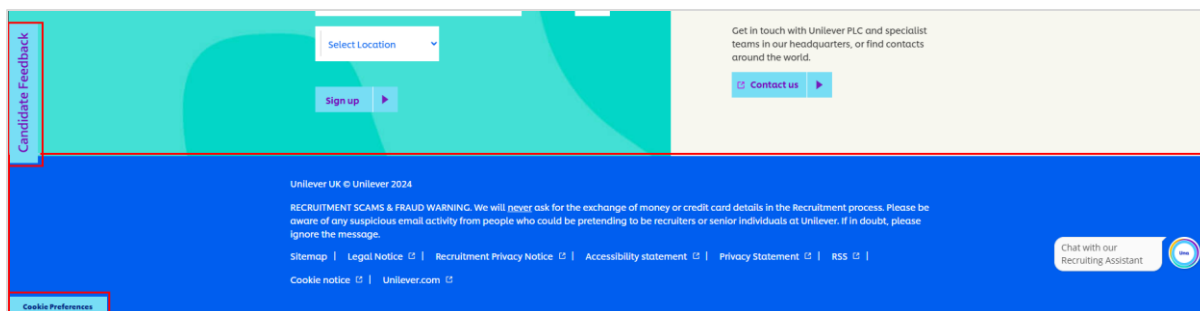 Candidate Feedback
Select Location
Sign up
Get in touch with Unilever PLC and specialist
teams in our headquarters, or find contacts
around the world.
Contact us
Unilever UK © Unilever 2024
RECRUITMENT SCAMS & FRAUD WARNING. We will never ask for the exchange of money or credit card details in the Recruitment process. Please be
aware of any suspicious email activity from people who could be pretending to be recruiters or senior individuals at Unilever. If in doubt, please
ignore the message.
Sitemap | Legal Notice | Recruitment Privacy Notice | Accessibility statement | Privacy Statement | RSS |
Cookie notice | Unilever.com
Chat with our
Recruiting Assistant
Una
Cookie Preferences